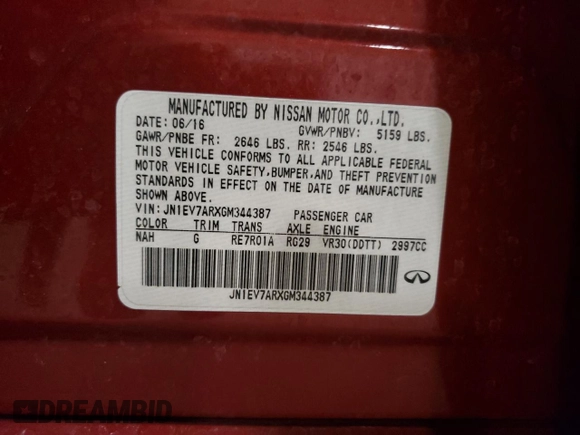 MANUFACTURED BY NISSAN MOTOR CO.,LTD.
DATE: 06/16 GVWR/PNBV: 5159 LBS.
GAWR/PNBE FR: 2646 LBS. RR: 2546 LBS.
THIS VEHICLE CONFORMS TO ALL APPLICABLE FEDERAL
MOTOR VEHICLE SAFETY,BUMPER,AND THEFT PREVENTION
STANDARDS IN EFFECT ON THE DATE OF MANUFACTURE
SHOWN ABOVE.
VIN: JN1EV7ARXGM344387 PASSENGER CAR
COLOR TRIM TRANS AXLE ENGINE
NAH G RE7R01A RG29 VR30(DDTT) 2997CC
JN1EV7ARXGM344387
DREAMBID